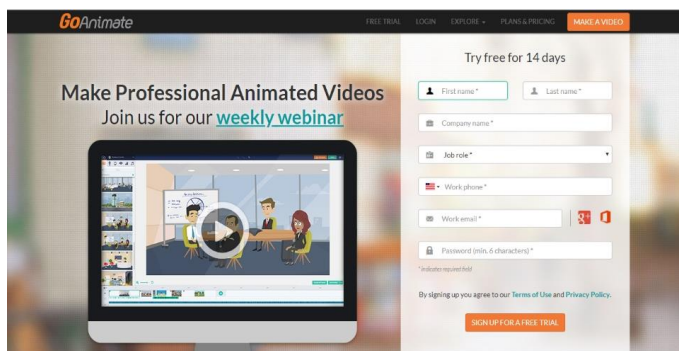 GoAnimate
FREE TRIAL LOGIN EXPLORE PLANS & PRICING MAKE A VIDEO
Make Professional Animated Videos
Join us for our weekly webinar
Try free for 14 days
First name * Last name *
Company name *
Job role *
Work phone *
Work email *
Password (min. 6 characters) *
* indicates required field
By signing up you agree to our Terms of Use and Privacy Policy.
SIGN UP FOR A FREE TRIAL